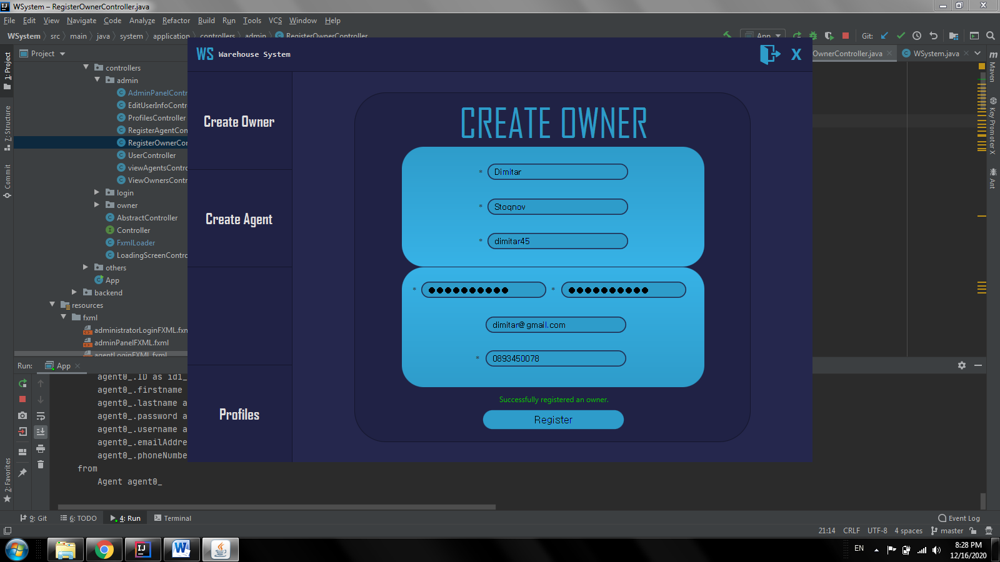 WSystem – RegisterOwnerController.java
File Edit View Navigate Code Analyze Refactor Build Run Tools VCS Window Help
WSystem src main java system application controllers admin RegisterOwnerController
App
Git:
1: Project
7: Structure
Commit
2: Favorites
Project
OwnerController.java
WSystem.java
Maven
Key Promoter X
Ant
controllers
admin
AdminPanelContr
EditUserInfoContr
ProfilesController
RegisterAgentCon
RegisterOwnerCor
UserController
viewAgentsContro
ViewOwnersContr
login
owner
AbstractController
Controller
FxmlLoader
LoadingScreenContro
others
App
backend
resources
fxml
administratorLoginFXML.fxm
adminPanelFXML.fxml
agentLoginFXML.fxml
WS Warehouse System
X
Create Owner
Create Agent
Profiles
CREATE OWNER
* Dimitar
* Stoqnov
* dimitar45
* ●●●●●●●●●● * ●●●●●●●●●●
dimitar@gmail.com
* 0893450078
Successfully registered an owner.
Register
Run: App
agent0_.ID as id1_
agent0_.firstname
agent0_.lastname a
agent0_.password a
agent0_.username a
agent0_.emailAddre
agent0_.phoneNumbe
from
Agent agent0_
9: Git 6: TODO 4: Run Terminal
Event Log
21:14 CRLF UTF-8 4 spaces master
EN
8:28 PM
12/16/2020